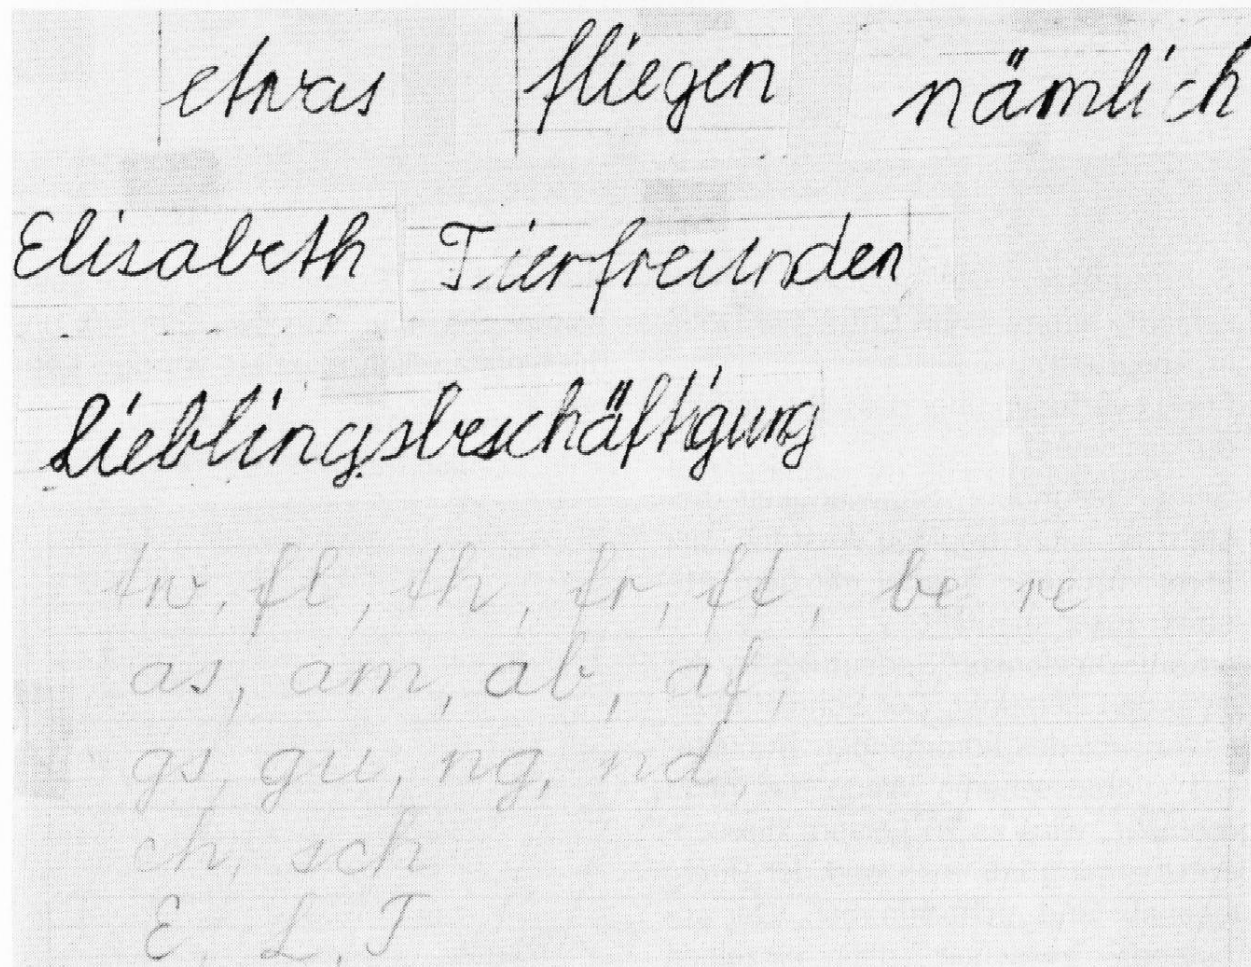 etwas fliegen nämlich
Elisabeth Tierfreunden
Lieblingsbeschäftigung
tw, fl, th, fr, ft, be re
as, am, ab, af,
gs, gu, ng, nd,
ch, sch
E, L, T